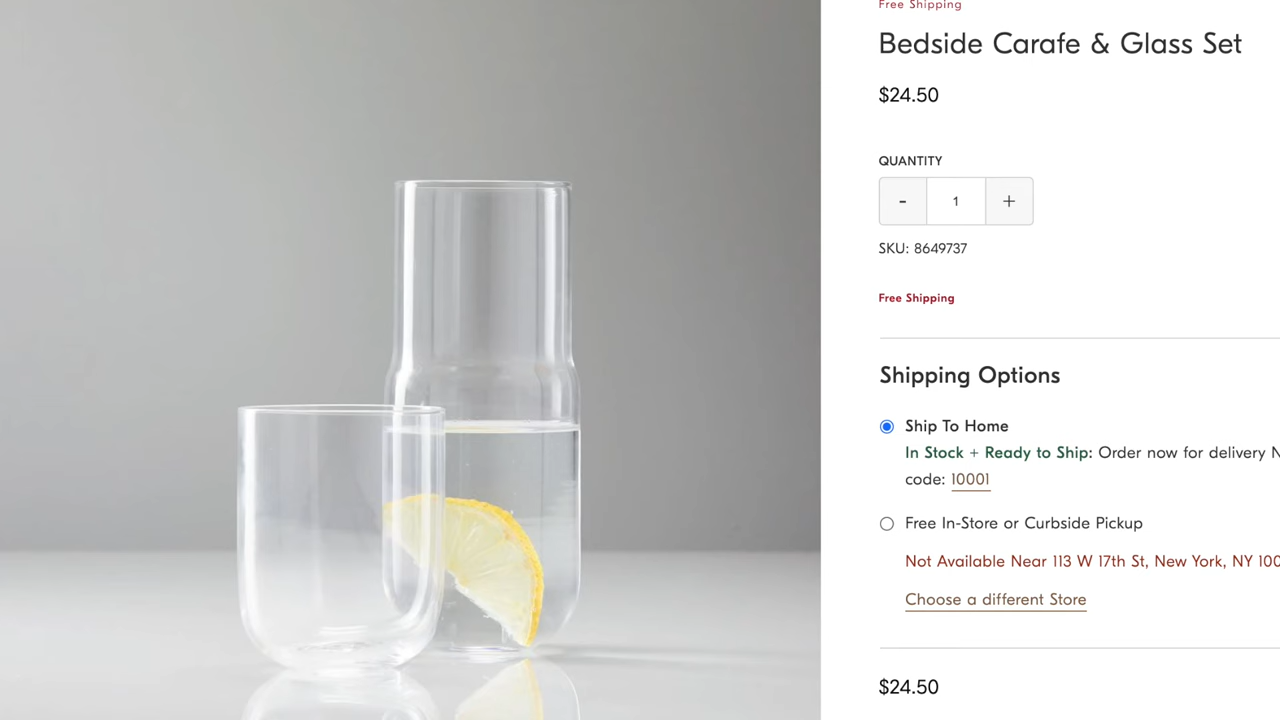 Free Shipping
Bedside Carafe & Glass Set
$24.50
QUANTITY
- 1 +
SKU: 8649737
Free Shipping
Shipping Options
Ship To Home
In Stock + Ready to Ship: Order now for delivery
code: 10001
Free In-Store or Curbside Pickup
Not Available Near 113 W 17th St, New York, NY
Choose a different Store
$24.50